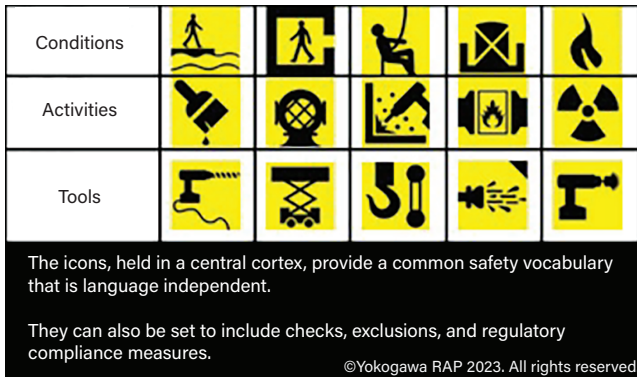 Conditions
Activities
Tools
The icons, held in a central cortex, provide a common safety vocabulary
that is language independent.
They can also be set to include checks, exclusions, and regulatory
compliance measures.
©Yokogawa RAP 2023. All rights reserved